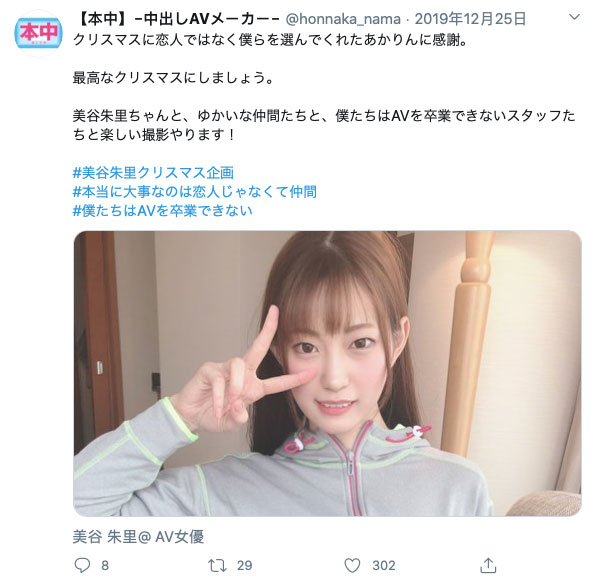 【本中】−中出しAVメーカー− @honnaka_nama · 2019年12月25日
本中
クリスマスに恋人ではなく僕らを選んでくれたあかりんに感謝。
最高なクリスマスにしましょう。
美谷朱里ちゃんと、ゆかいな仲間たちと、僕たちはAVを卒業できないスタッフた
ちと楽しい撮影やります！
#美谷朱里クリスマス企画
#本当に大事なのは恋人じゃなくて仲間
#僕たちはAVを卒業できない
美谷 朱里@ AV女優
8 29 302